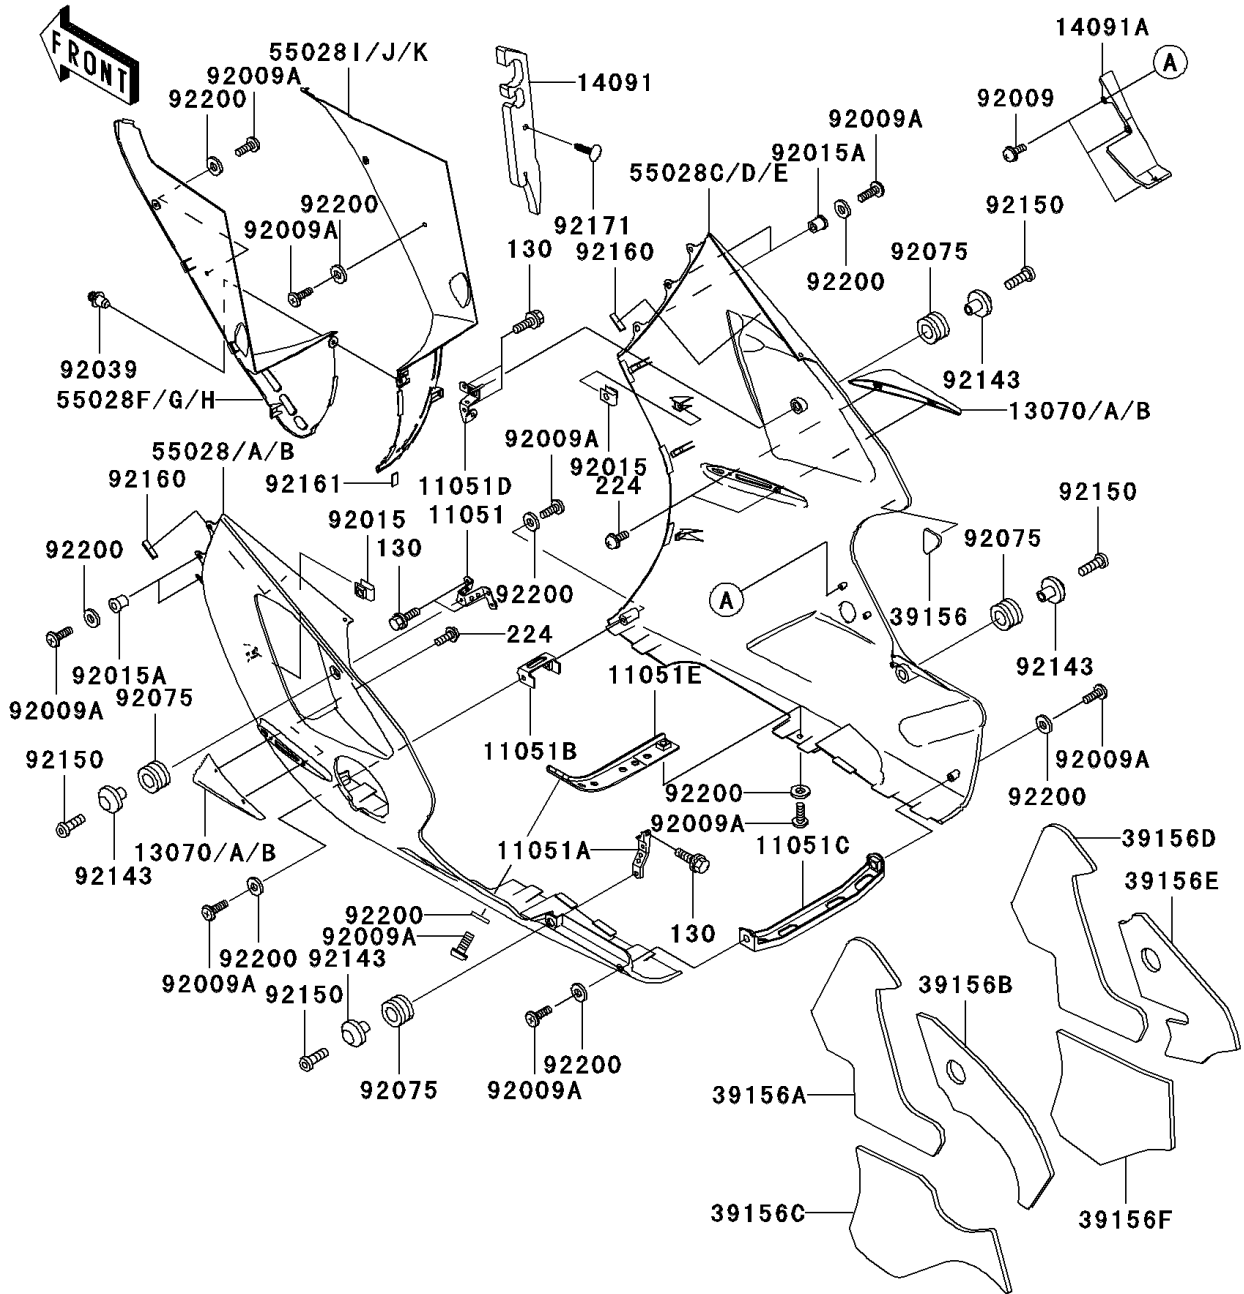 FRONT
55028I/J/K
92009A
92200
14091
14091A
A
92009
92009A
92015A
55028C/D/E
92150
92200
92009A
92171
92160
130
92200
92075
92039
55028F/G/H
92143
13070/A/B
55028/A/B
92160
92161
11051D
11051
92009A
92015
224
92015
130
92200
92200
92150
92075
A
39156
224
92015A
92009A
92075
11051E
92143
11051B
92150
92009A
92200
92200
92009A
11051A
11051C
13070/A/B
92143
39156D
39156E
92200
92009A
130
92200
92009A
92143
92150
39156B
92200
92009A
92075
39156A
39156C
39156F